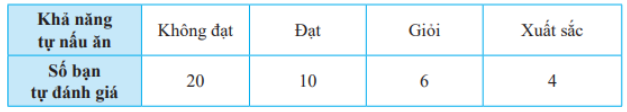 Khả năng
tự nấu ăn
Không đạt
Đạt
Giỏi
Xuất sắc
Số bạn
tự đánh giá
20
10
6
4